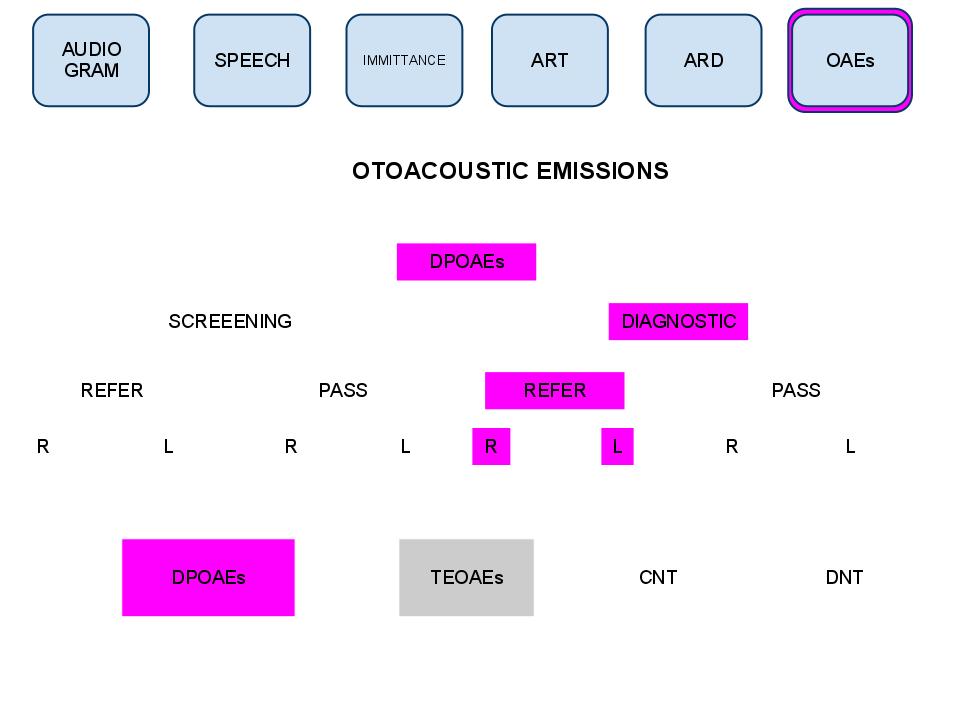 AUDIO
GRAM
SPEECH
IMMITTANCE
ART
ARD
OAEs
OTOACOUSTIC EMISSIONS
DPOAEs
SCREEENING
DIAGNOSTIC
REFER
PASS
REFER
PASS
R
L
R
L
R
L
R
L
DPOAEs
TEOAEs
CNT
DNT